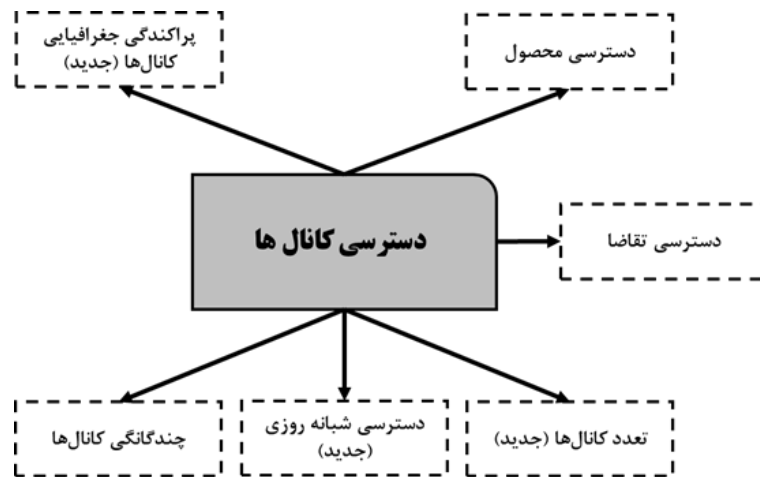 دسترسی محصول
پراکندگی جغرافیایی
کانال‌ها (جدید)
دسترسی کانال ها
دسترسی تقاضا
تعدد کانال‌ها (جدید)
دسترسی شبانه روزی
(جدید)
چندگانگی کانال‌ها